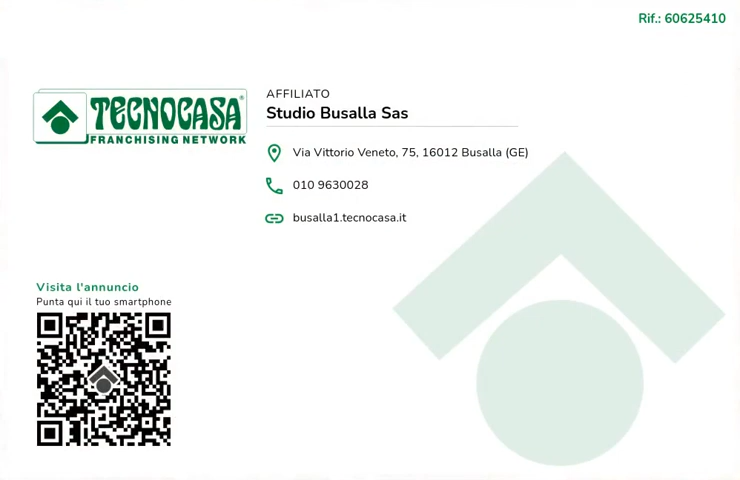 Rif.: 60625410
TECNOCASA®
FRANCHISING NETWORK
AFFILIATO
Studio Busalla Sas
Via Vittorio Veneto, 75, 16012 Busalla (GE)
010 9630028
busalla1.tecnocasa.it
Visita l'annuncio
Punta qui il tuo smartphone